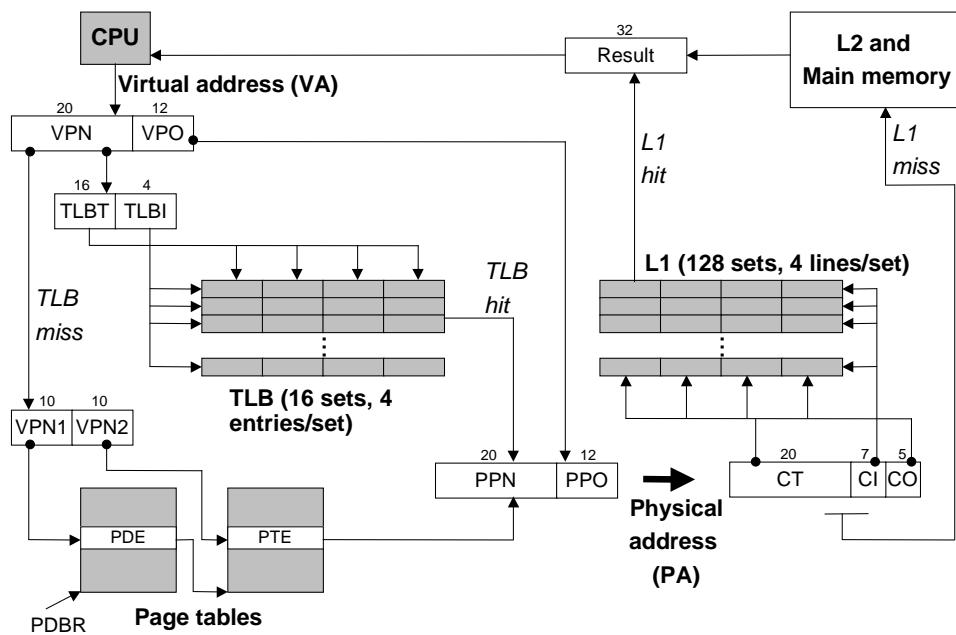 CPU
32
Result
L2 and
Main memory
Virtual address (VA)
20
12
VPN
VPO
L1
hit
L1
miss
16
4
TLBT
TLBI
TLB
miss
TLB
hit
L1 (128 sets, 4 lines/set)
...
...
TLB (16 sets, 4
entries/set)
10
10
VPN1
VPN2
20
12
PPN
PPO
20
7
5
CT
CI
CO
Physical
address
(PA)
PDE
PTE
Page tables
PDBR